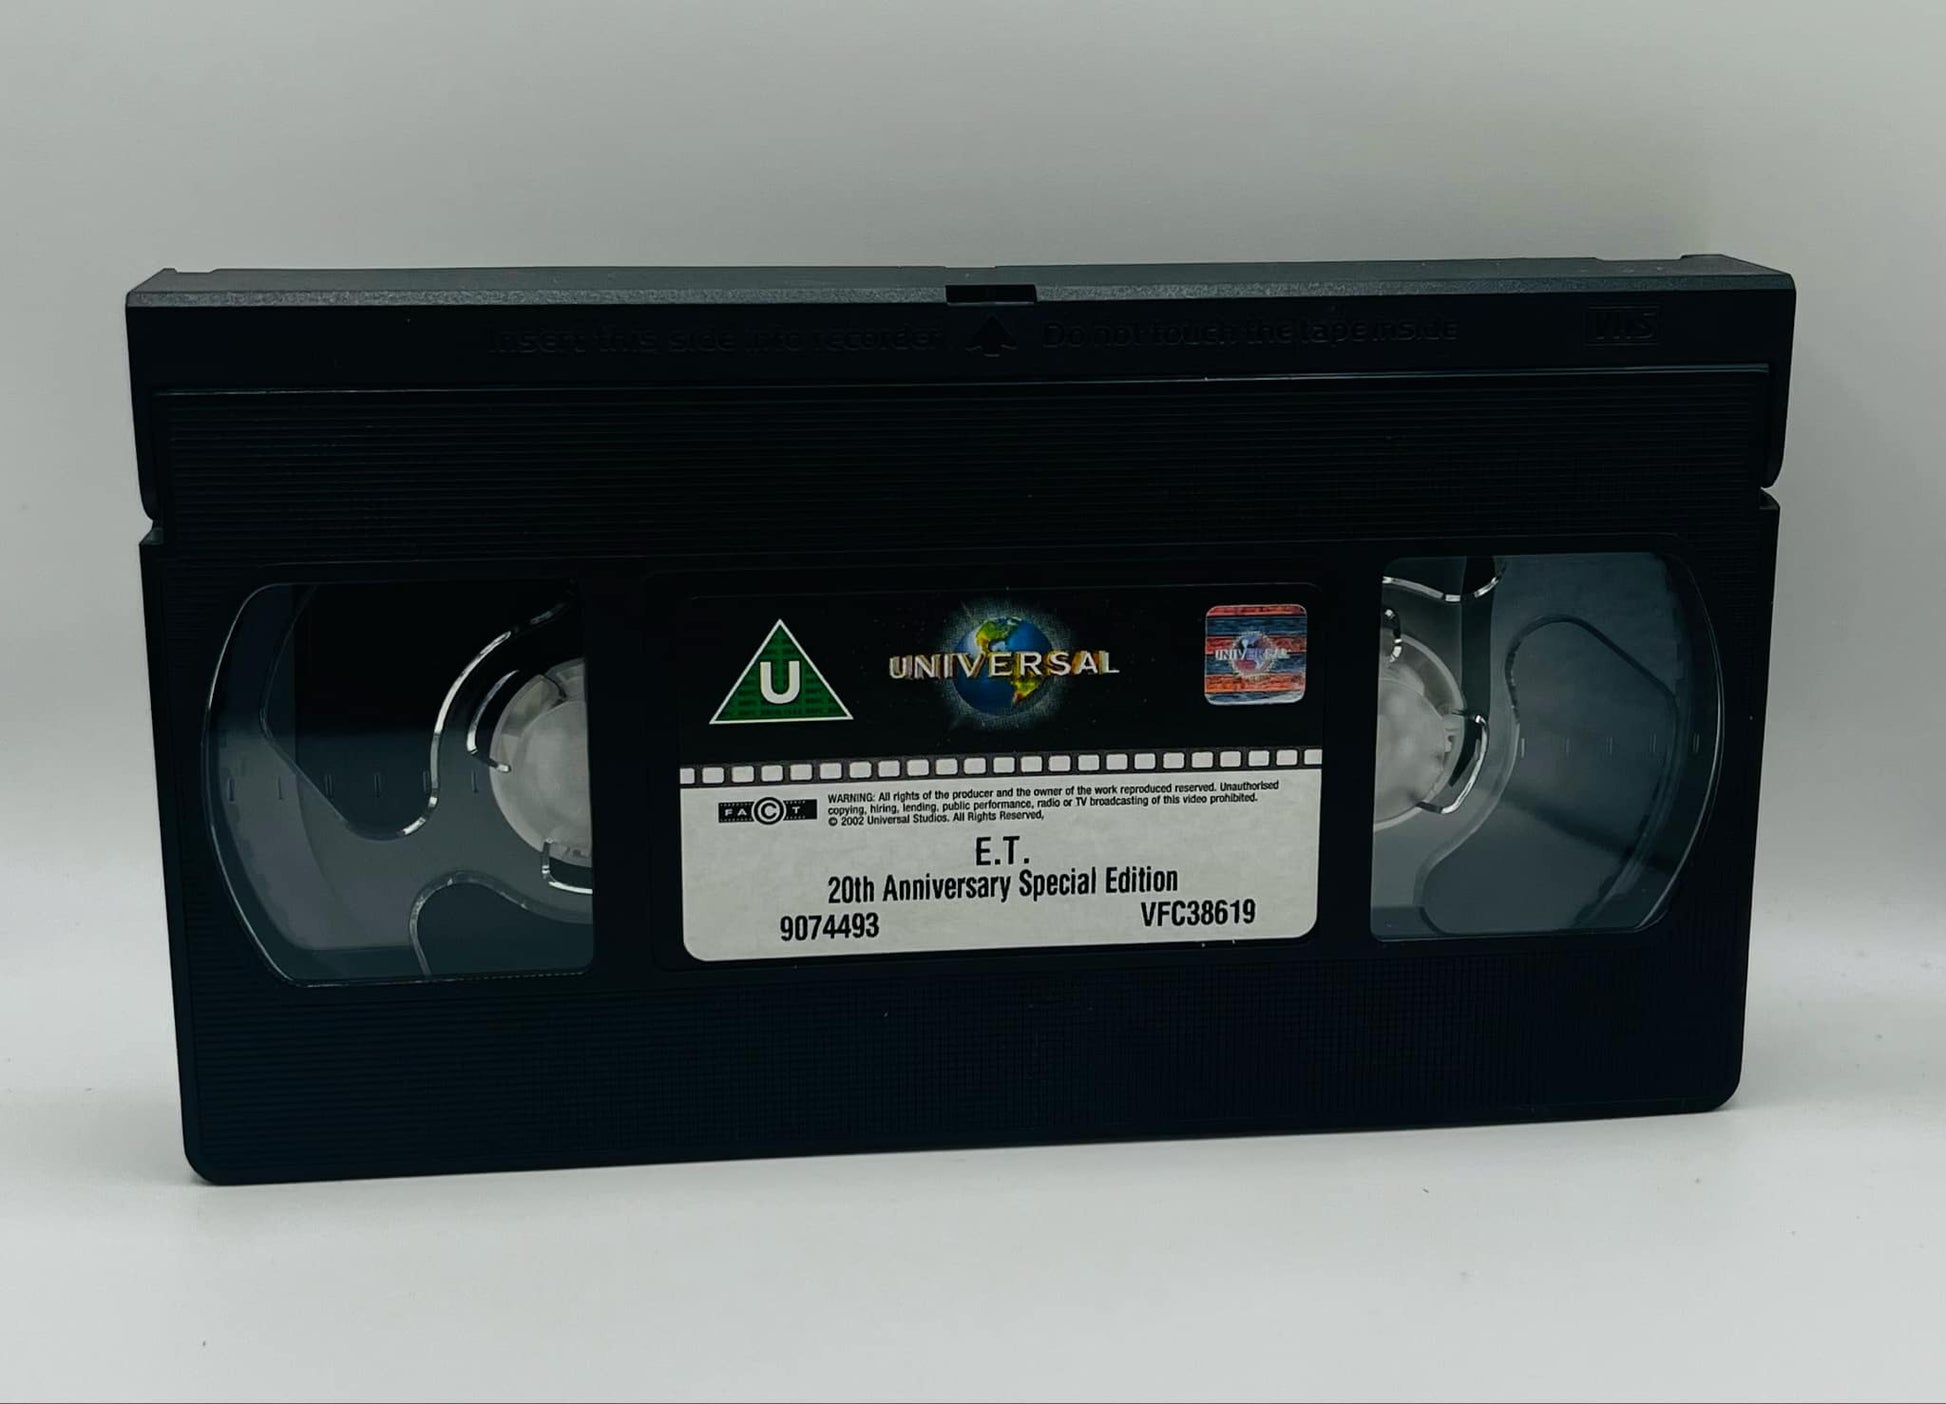 Insert this side into recorder Do not touch the tape inside VHS
U UNIVERSAL UNIVERSAL
FACT
WARNING: All rights of the producer and the owner of the work reproduced reserved. Unauthorised
copying, hiring, lending, public performance, radio or TV broadcasting of this video prohibited.
© 2002 Universal Studios. All Rights Reserved,
E.T.
20th Anniversary Special Edition
9074493 VFC38619